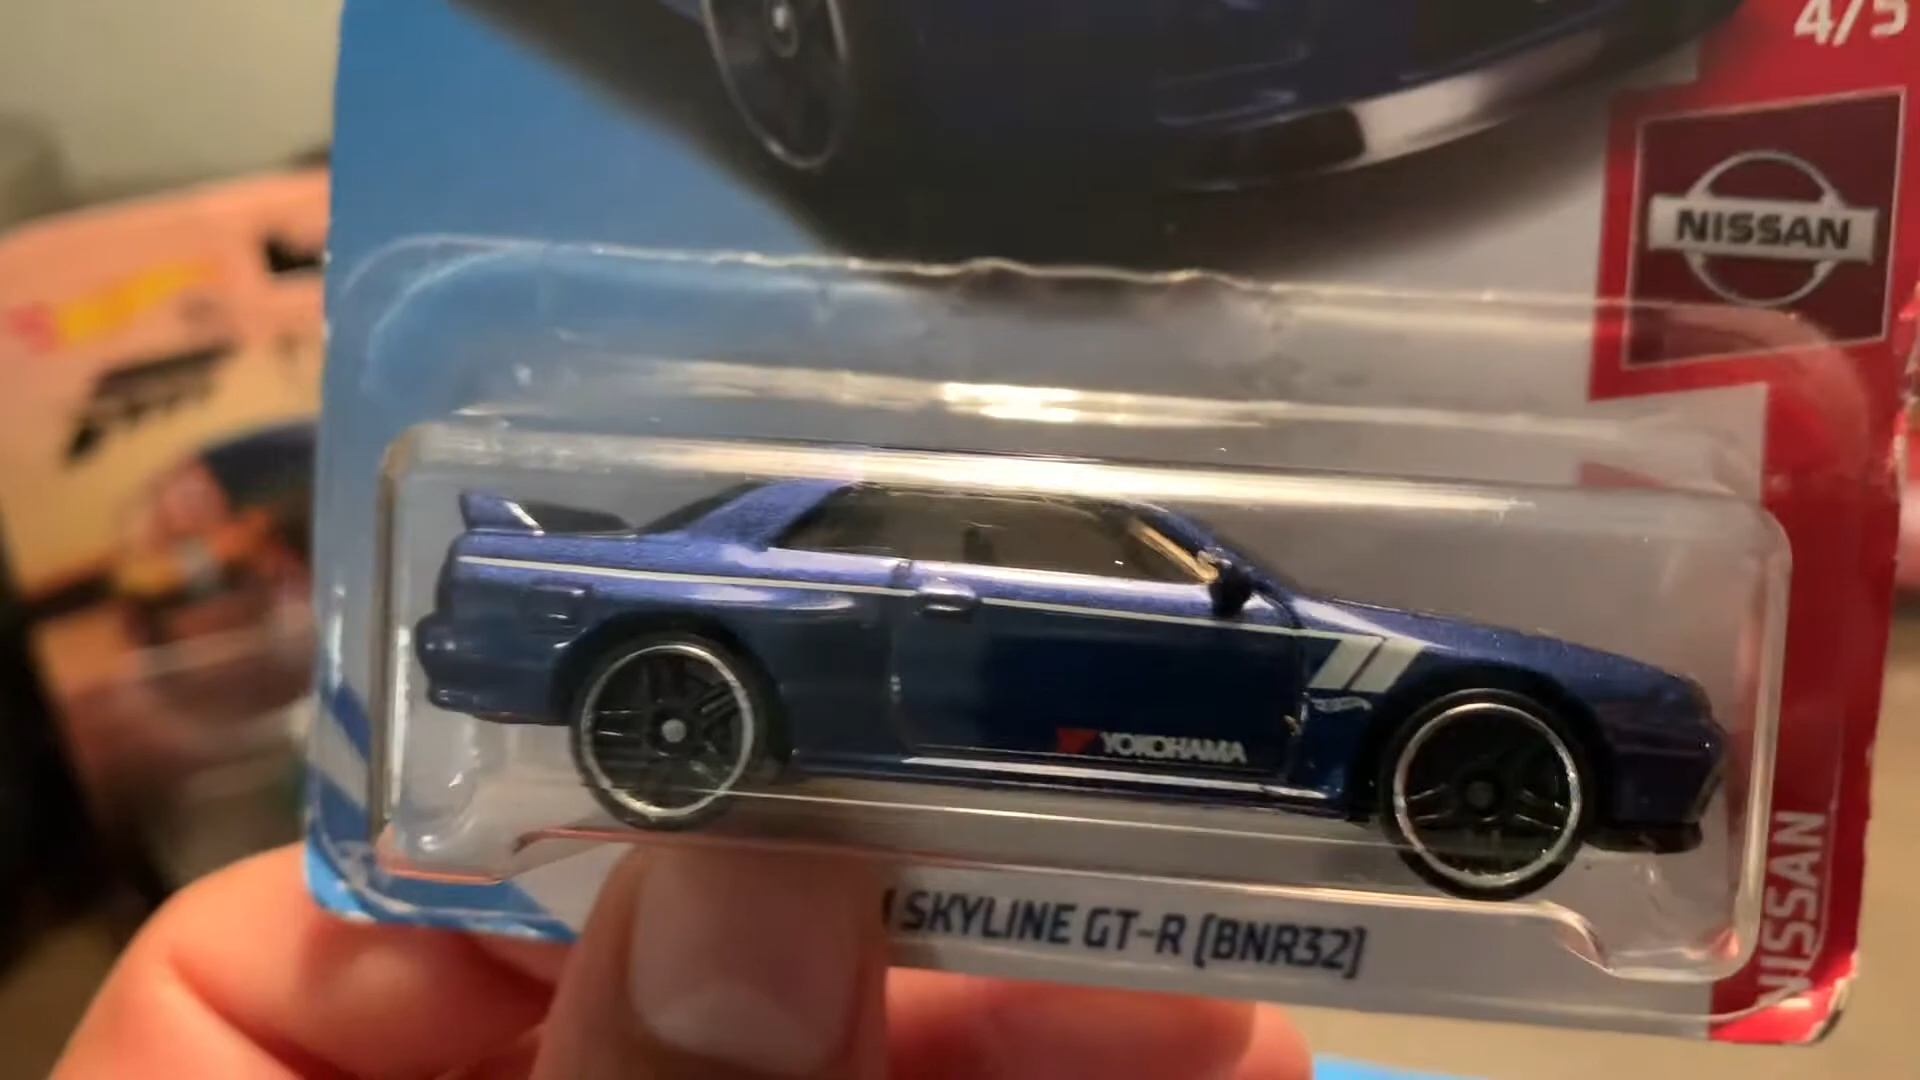 4/5
NISSAN
YOKOHAMA
SKYLINE GT-R [BNR32]
NISSAN